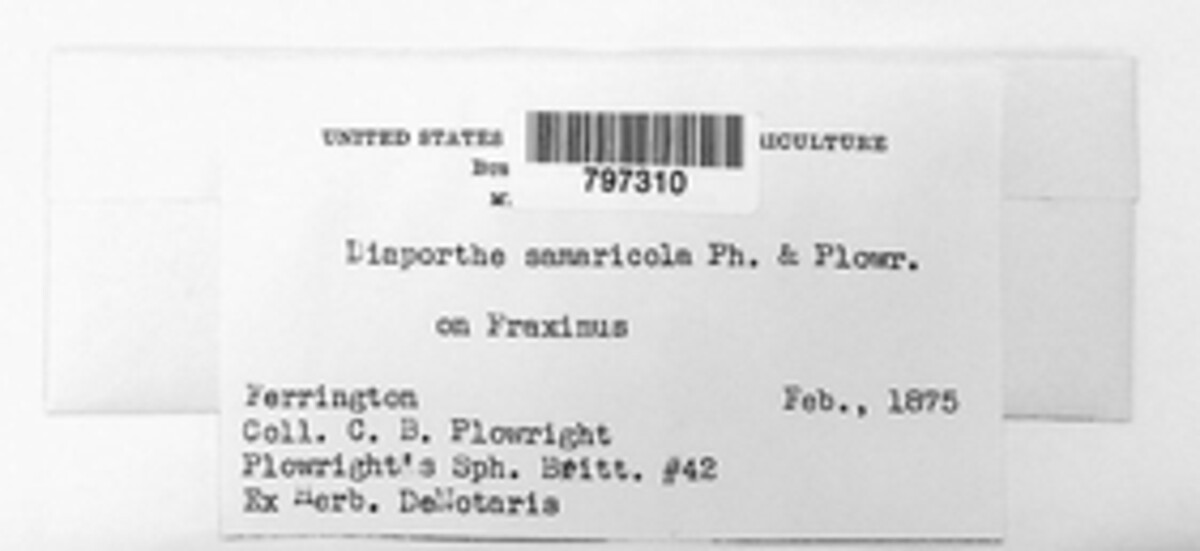 UNITED STATES ICULTURE
797310
Diaporthe samaricola Ph. & Plowr.
on Fraxinus
Ferrington Feb., 1875
Coll. C. B. Plowright
Plowright's Sph. Britt. #42
Ex Herb. DeNotaris